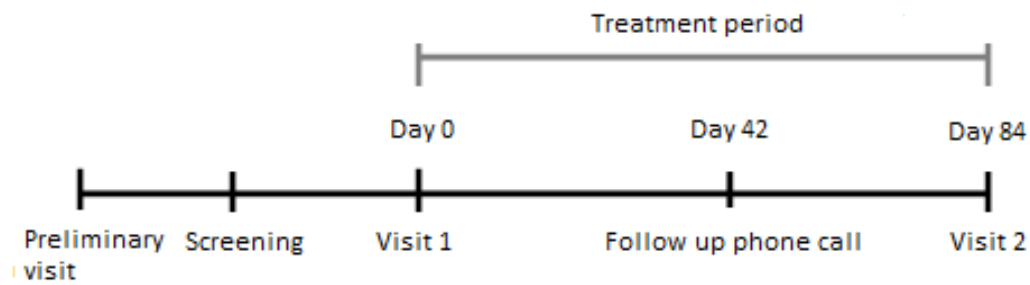 Treatment period
Day 0
Day 42
Day 84
Preliminary visit
Screening
Visit 1
Follow up phone call
Visit 2